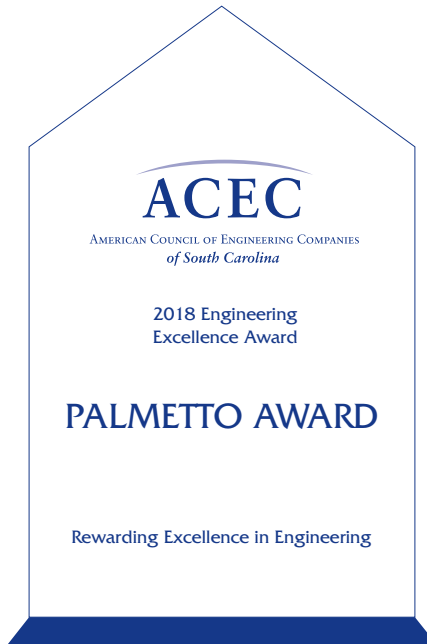 ACEC
American Council of Engineering Companies
of South Carolina
2018 Engineering
Excellence Award
PALMETTO AWARD
Rewarding Excellence in Engineering